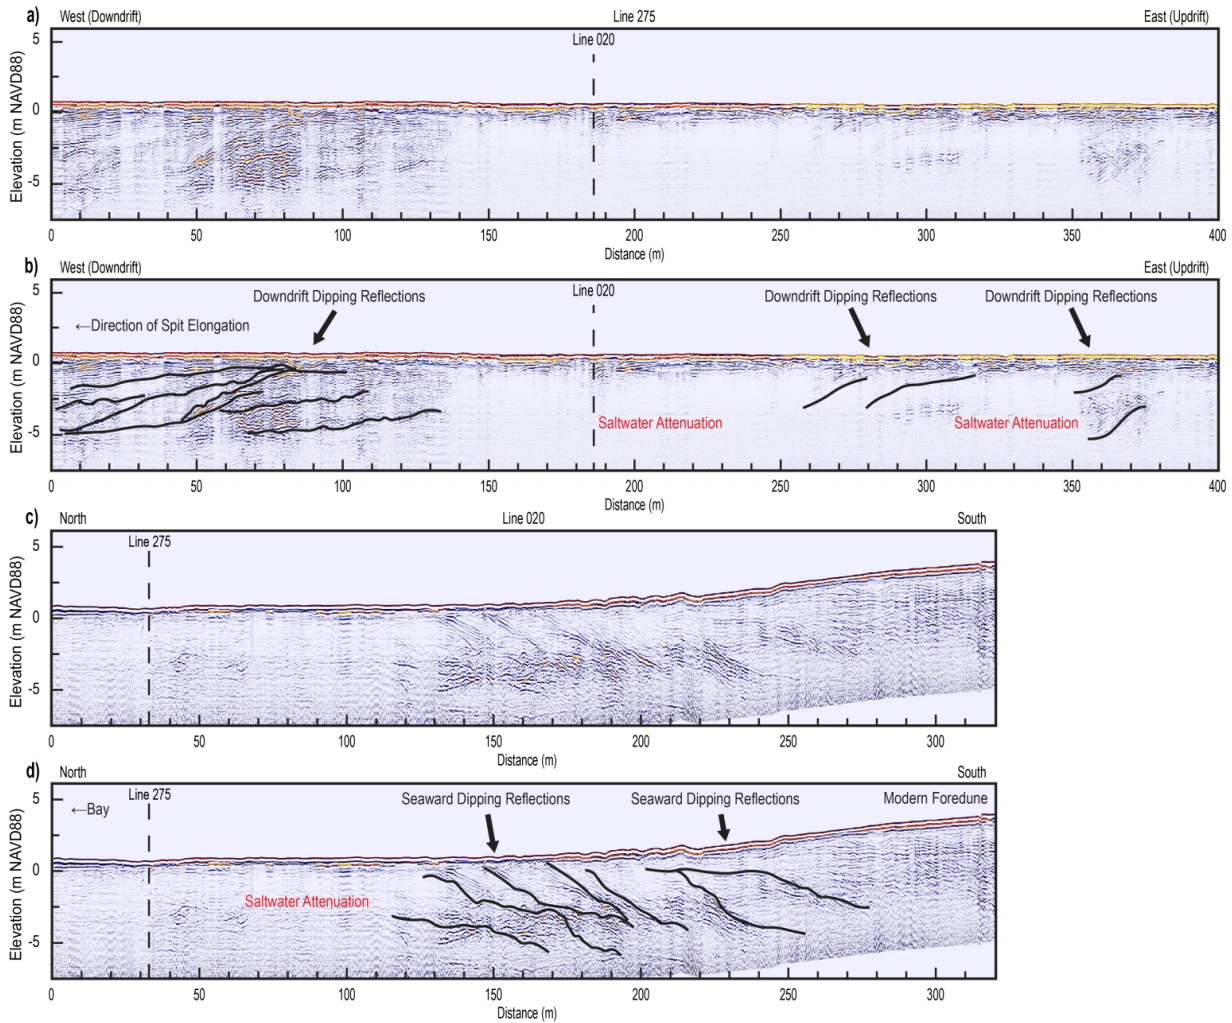 a)
West (Downdrift)
Line 275
East (Updrift)
Line 020
5
0
-5
Elevation (m NAVD88)
0 50 100 150 200 250 300 350 400
Distance (m)
b)
West (Downdrift)
East (Updrift)
Line 020
Downdrift Dipping Reflections
Downdrift Dipping Reflections
Downdrift Dipping Reflections
←Direction of Spit Elongation
Saltwater Attenuation
Saltwater Attenuation
5
0
-5
Elevation (m NAVD88)
0 50 100 150 200 250 300 350 400
Distance (m)
c)
North
Line 020
South
Line 275
5
0
-5
Elevation (m NAVD88)
0 50 100 150 200 250 300
Distance (m)
d)
North
South
Line 275
←Bay
Seaward Dipping Reflections
Seaward Dipping Reflections
Modern Foredune
Saltwater Attenuation
5
0
-5
Elevation (m NAVD88)
0 50 100 150 200 250 300
Distance (m)